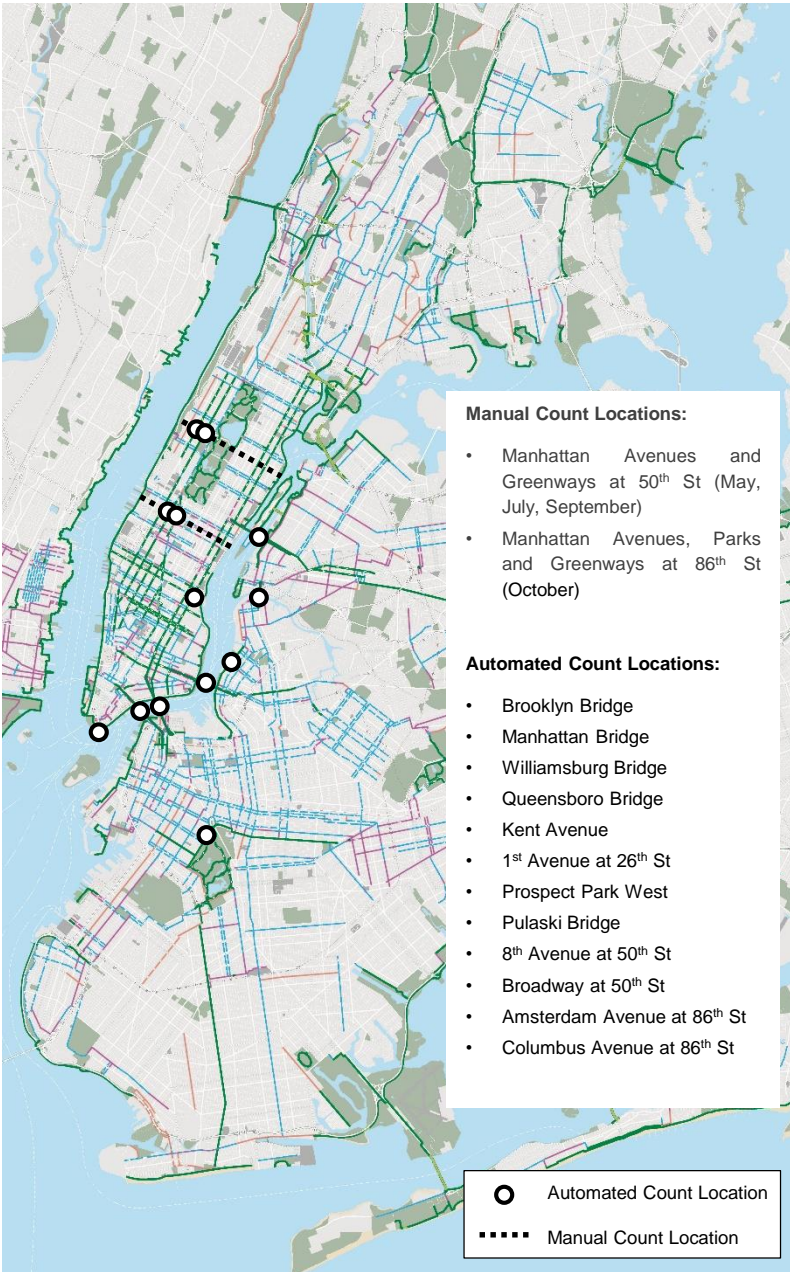 Manual Count Locations:
• Manhattan Avenues and
Greenways at 50th St (May,
July, September)
• Manhattan Avenues, Parks
and Greenways at 86th St
(October)
Automated Count Locations:
• Brooklyn Bridge
• Manhattan Bridge
• Williamsburg Bridge
• Queensboro Bridge
• Kent Avenue
• 1st Avenue at 26th St
• Prospect Park West
• Pulaski Bridge
• 8th Avenue at 50th St
• Broadway at 50th St
• Amsterdam Avenue at 86th St
• Columbus Avenue at 86th St
Automated Count Location
Manual Count Location